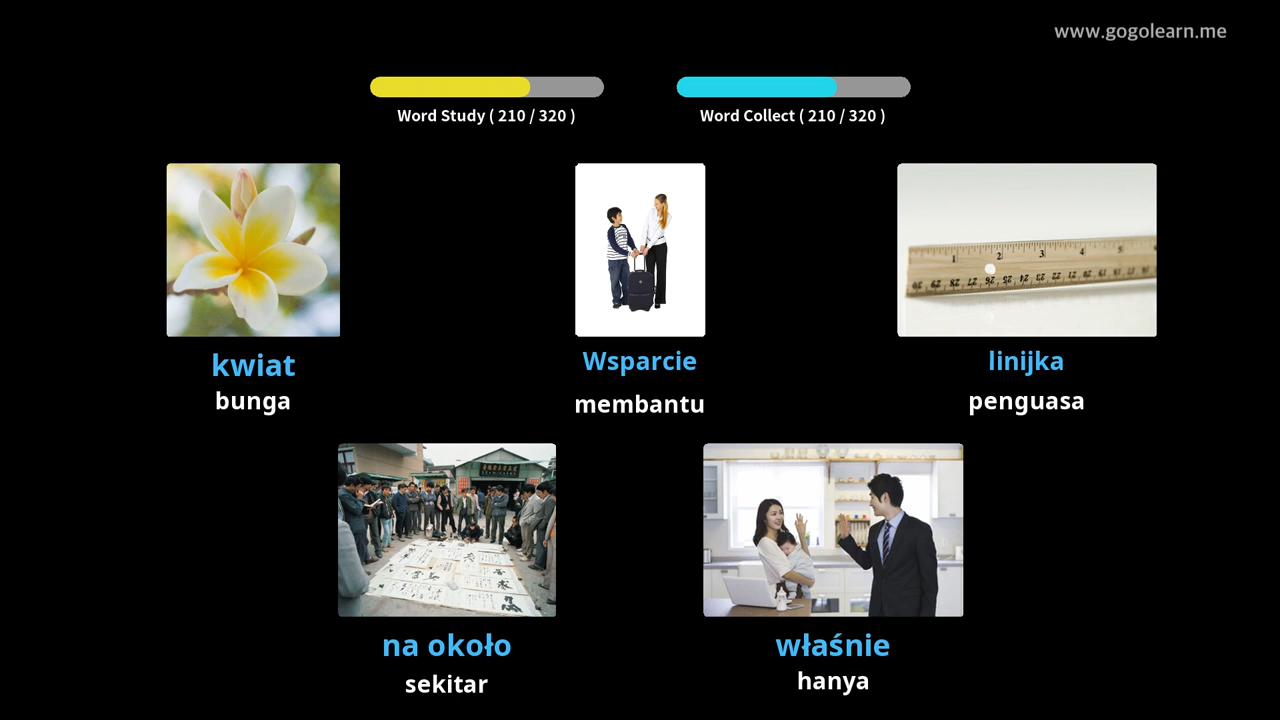 www.gogolearn.me
Word Study ( 210 / 320 )
Word Collect ( 210 / 320 )
kwiat
bunga
Wsparcie
membantu
linijka
penguasa
na około
sekitar
właśnie
hanya